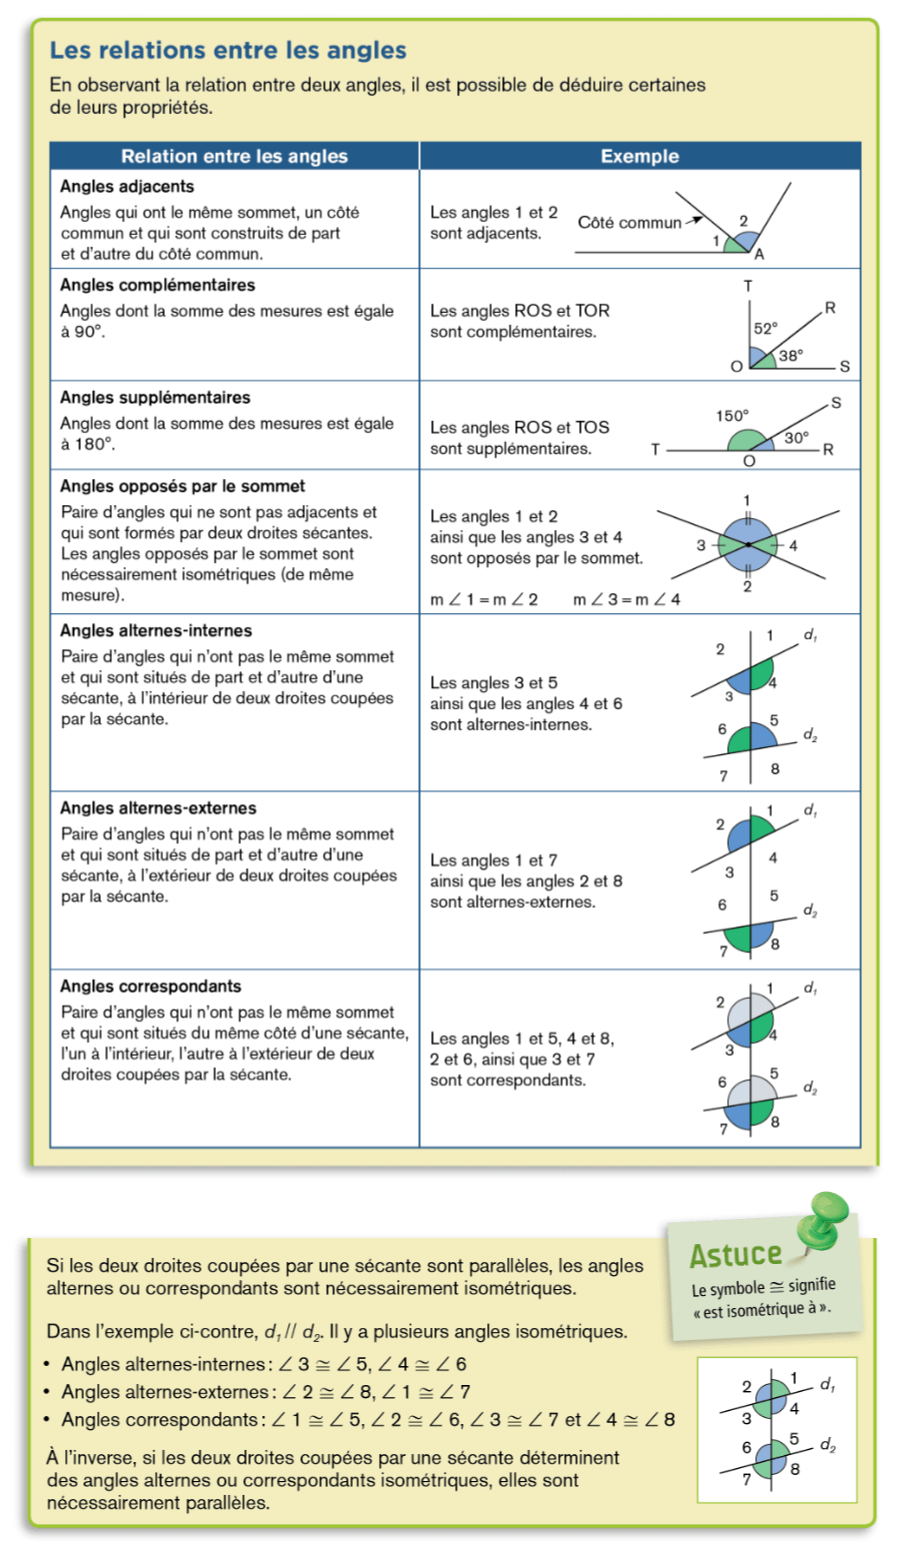 Les relations entre les angles
En observant la relation entre deux angles, il est possible de déduire certaines
de leurs propriétés.
Relation entre les angles
Exemple
Angles adjacents
Angles qui ont le même sommet, un côté
commun et qui sont construits de part
et d'autre du côté commun.
Les angles 1 et 2
sont adjacents.
Côté commun
1
2
A
Angles complémentaires
Angles dont la somme des mesures est égale
à 90°.
Les angles ROS et TOR
sont complémentaires.
T
R
52°
38°
O
S
Angles supplémentaires
Angles dont la somme des mesures est égale
à 180°.
Les angles ROS et TOS
sont supplémentaires.
150°
S
30°
T
R
O
Angles opposés par le sommet
Paire d'angles qui ne sont pas adjacents et
qui sont formés par deux droites sécantes.
Les angles opposés par le sommet sont
nécessairement isométriques (de même
mesure).
Les angles 1 et 2
ainsi que les angles 3 et 4
sont opposés par le sommet.
m ∠ 1 = m ∠ 2 m ∠ 3 = m ∠ 4
1
3
4
2
Angles alternes-internes
Paire d'angles qui n'ont pas le même sommet
et qui sont situés de part et d'autre d'une
sécante, à l'intérieur de deux droites coupées
par la sécante.
Les angles 3 et 5
ainsi que les angles 4 et 6
sont alternes-internes.
1
d₁
2
4
3
5
6
d₂
8
7
Angles alternes-externes
Paire d'angles qui n'ont pas le même sommet
et qui sont situés de part et d'autre d'une
sécante, à l'extérieur de deux droites coupées
par la sécante.
Les angles 1 et 7
ainsi que les angles 2 et 8
sont alternes-externes.
1
d₁
2
4
3
5
6
d₂
8
7
Angles correspondants
Paire d'angles qui n'ont pas le même sommet
et qui sont situés du même côté d'une sécante,
l'un à l'intérieur, l'autre à l'extérieur de deux
droites coupées par la sécante.
Les angles 1 et 5, 4 et 8,
2 et 6, ainsi que 3 et 7
sont correspondants.
1
d₁
2
4
3
5
6
d₂
8
7
Si les deux droites coupées par une sécante sont parallèles, les angles
alternes ou correspondants sont nécessairement isométriques.
Astuce
Le symbole ≅ signifie
« est isométrique à ».
Dans l'exemple ci-contre, d₁ // d₂. Il y a plusieurs angles isométriques.
• Angles alternes-internes : ∠ 3 ≅ ∠ 5, ∠ 4 ≅ ∠ 6
• Angles alternes-externes : ∠ 2 ≅ ∠ 8, ∠ 1 ≅ ∠ 7
• Angles correspondants : ∠ 1 ≅ ∠ 5, ∠ 2 ≅ ∠ 6, ∠ 3 ≅ ∠ 7 et ∠ 4 ≅ ∠ 8
À l'inverse, si les deux droites coupées par une sécante déterminent
des angles alternes ou correspondants isométriques, elles sont
nécessairement parallèles.
1
d₁
2
4
3
5
d₂
6
8
7